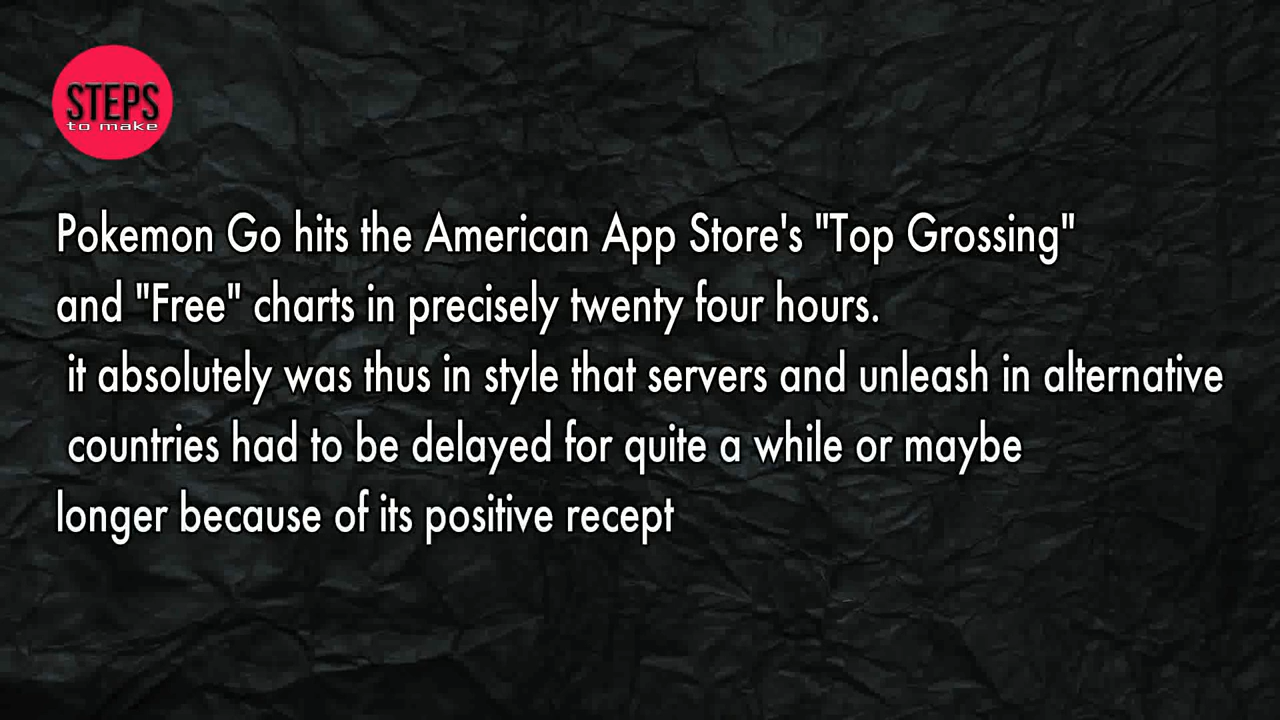 STEPS
to make
Pokemon Go hits the American App Store's "Top Grossing"
and "Free" charts in precisely twenty four hours.
it absolutely was thus in style that servers and unleash in alternative
countries had to be delayed for quite a while or maybe
longer because of its positive recept